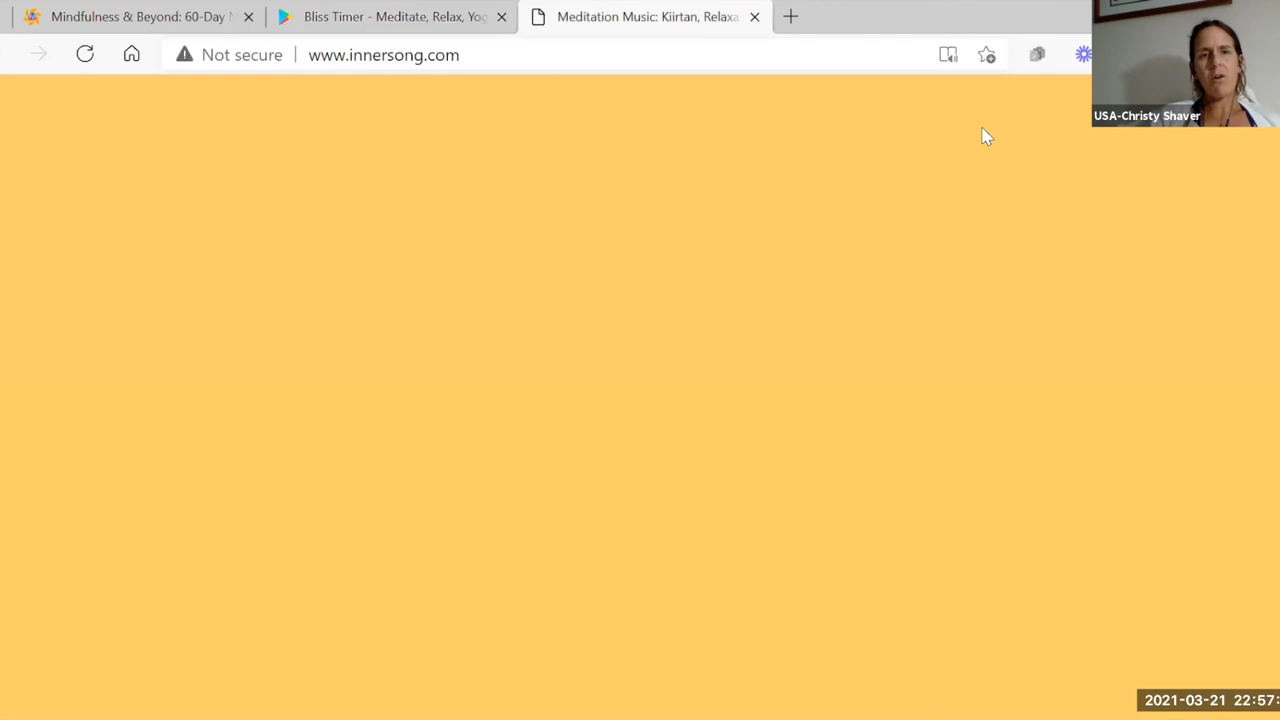 Mindfulness & Beyond: 60-Day
Bliss Timer - Meditate, Relax, Yog
Meditation Music: Kiirtan, Relaxa
Not secure
www.innersong.com
USA-Christy Shaver
2021-03-21 22:57: